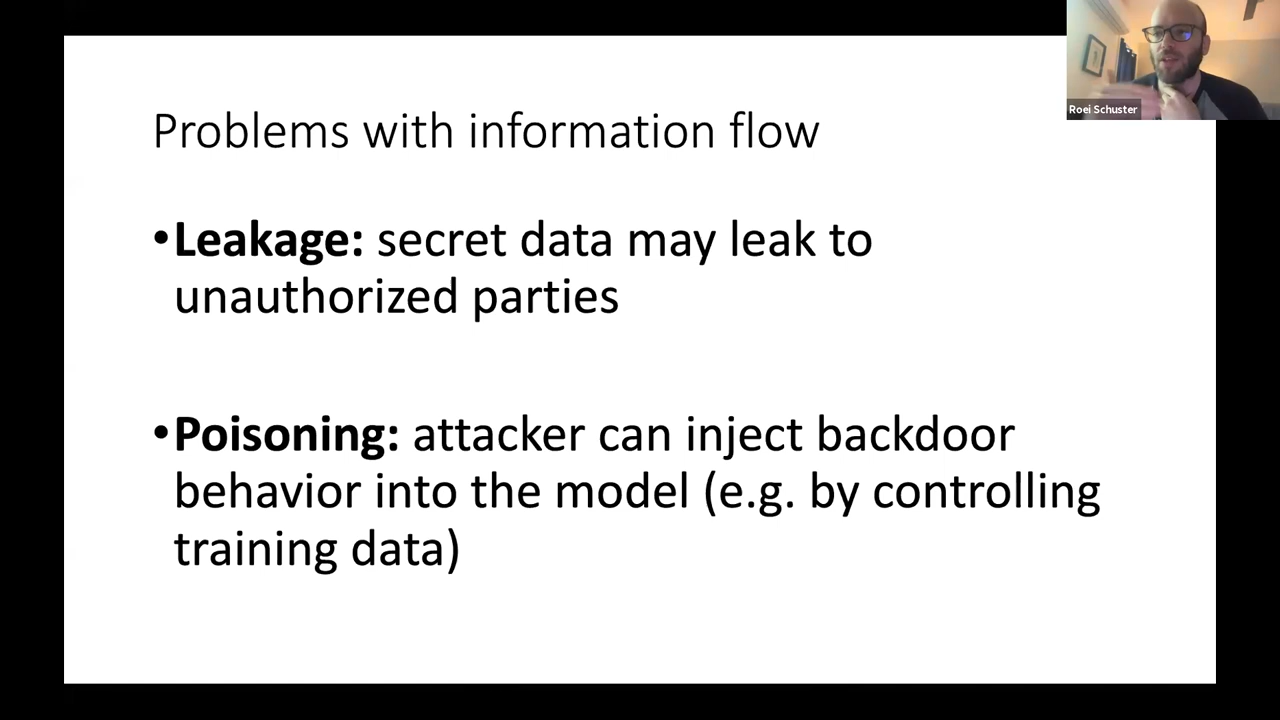 Roei Schuster
Problems with information flow
•Leakage: secret data may leak to
unauthorized parties
•Poisoning: attacker can inject backdoor
behavior into the model (e.g. by controlling
training data)